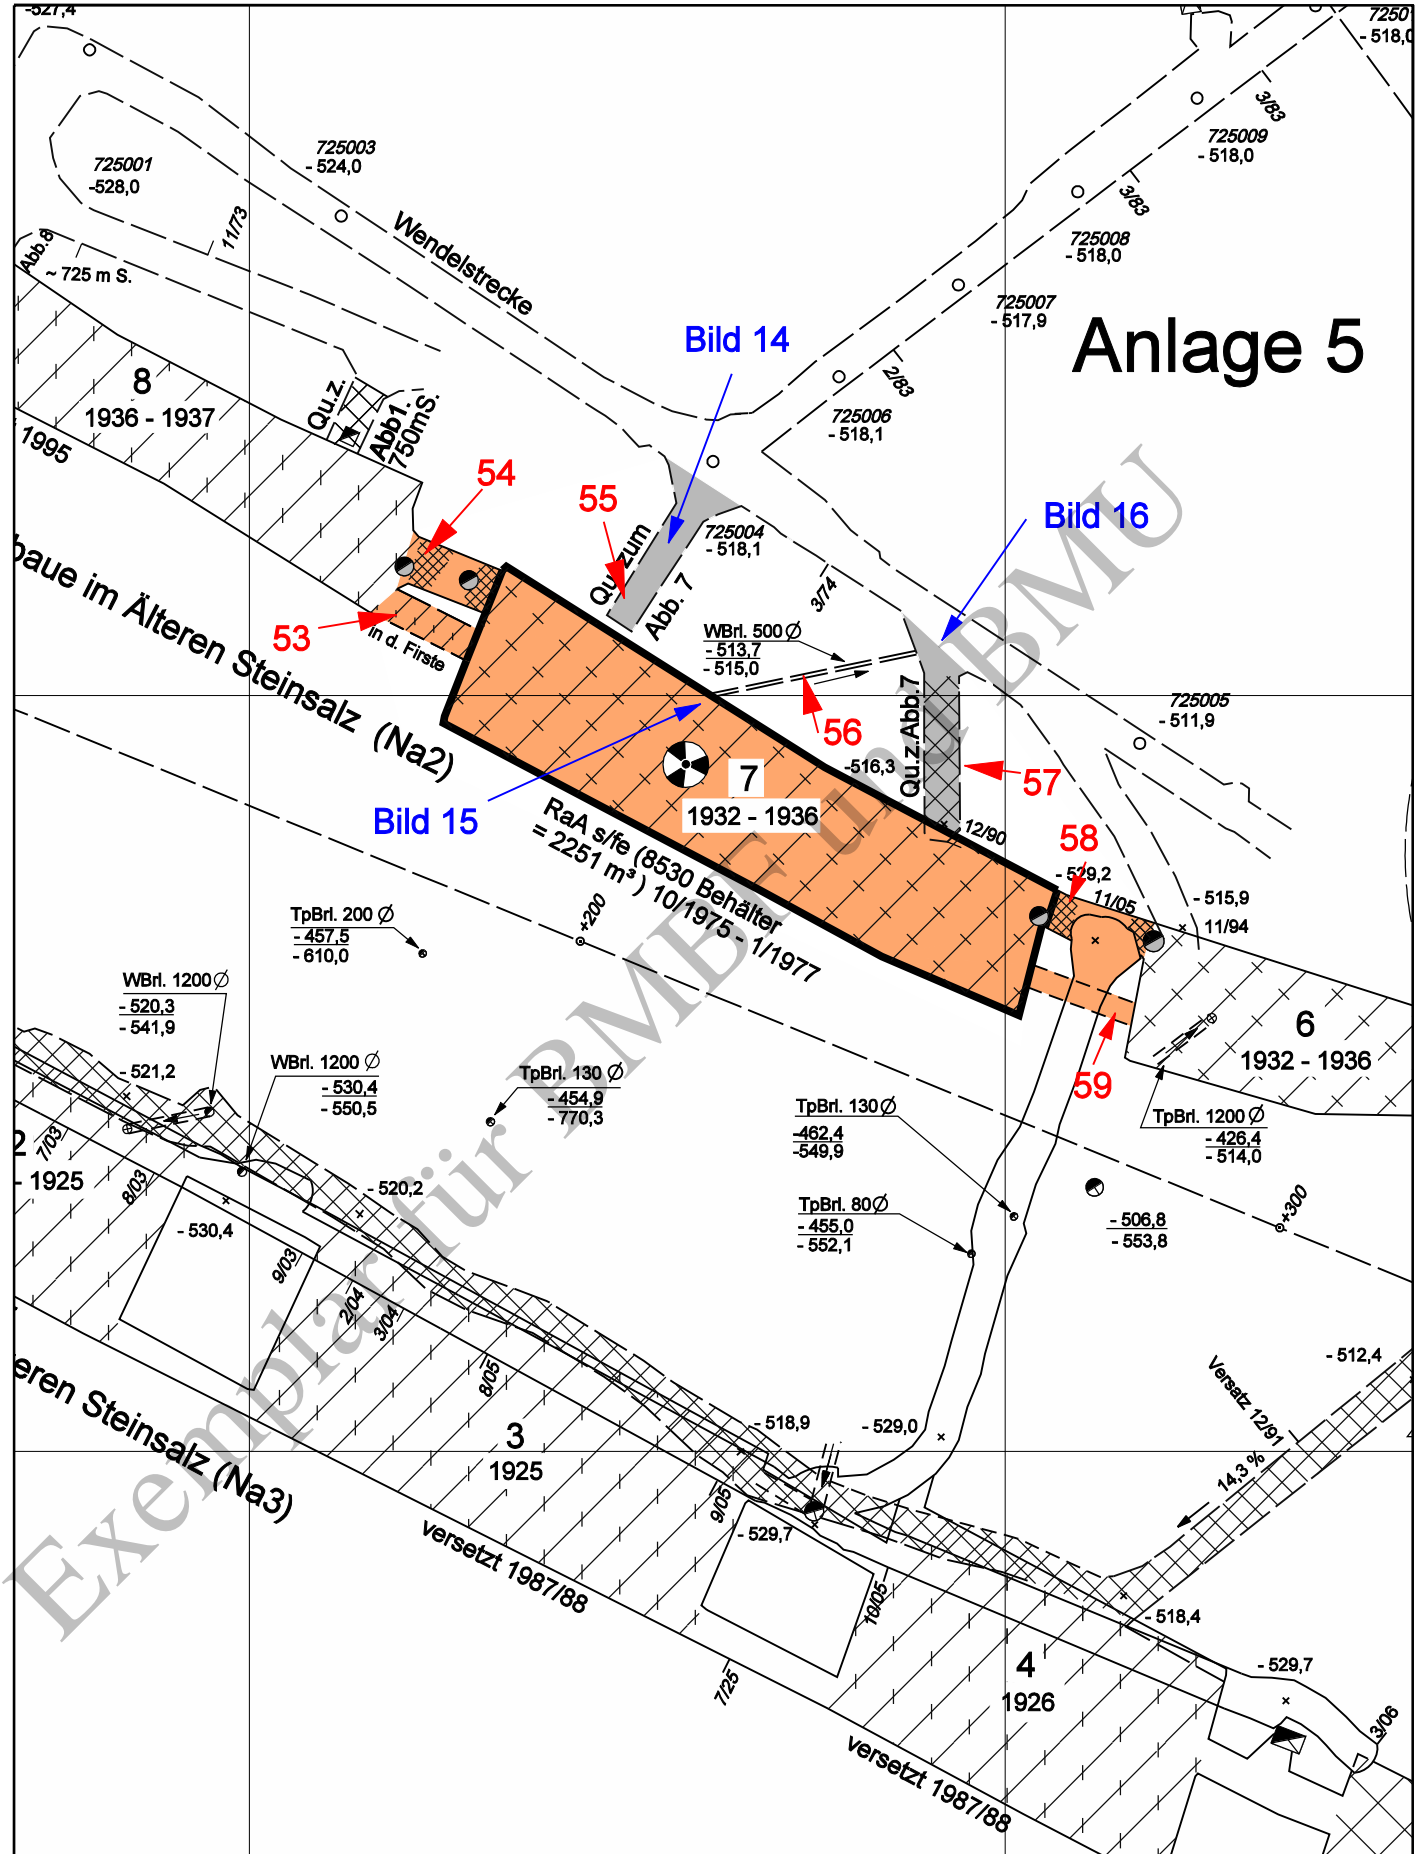 -527,4
7250
- 518,0
725003
- 524,0
725001
-528,0
11/73
3/83
725009
- 518,0
3/83
725008
- 518,0
Wendelstrecke
Abb.8
~ 725 m S.
725007
- 517,9
Anlage 5
Bild 14
8
1936 - 1937
Qu.z.
Abb1.
750mS.
2/83
725006
- 518,1
1995
54
55
Bild 16
Qu. zum
Abb. 7
725004
- 518,1
3/74
baue im Älteren Steinsalz (Na2)
53
in d. Firste
WBrl. 500 Ø
- 513,7
- 515,0
56
725005
- 511,9
Qu.z.Abb.7
-516,3
57
7
1932 - 1936
Bild 15
12/90
58
RaA s/fe (8530 Behälter
= 2251 m³ ) 10/1975 - 1/1977
- 529,2
11/05
- 515,9
11/94
TpBrl. 200 Ø
- 457,5
- 610,0
+200
WBrl. 1200 Ø
- 520,3
- 541,9
6
1932 - 1936
59
- 521,2
WBrl. 1200 Ø
- 530,4
- 550,5
TpBrl. 130 Ø
- 454,9
- 770,3
TpBrl. 130 Ø
-462,4
-549,9
TpBrl. 1200 Ø
- 426,4
- 514,0
2
- 1925
7/03
8/03
- 520,2
TpBrl. 80 Ø
- 455,0
- 552,1
- 506,8
- 553,8
+300
- 530,4
9/03
2/04
3/04
8/05
- 512,4
Versatz 12/91
14,3 %
eren Steinsalz (Na3)
3
1925
- 518,9
- 529,0
9/05
- 529,7
versetzt 1987/88
10/05
- 518,4
4
1926
- 529,7
7/25
3/06
versetzt 1987/88
Exemplar für BMBF und BMU